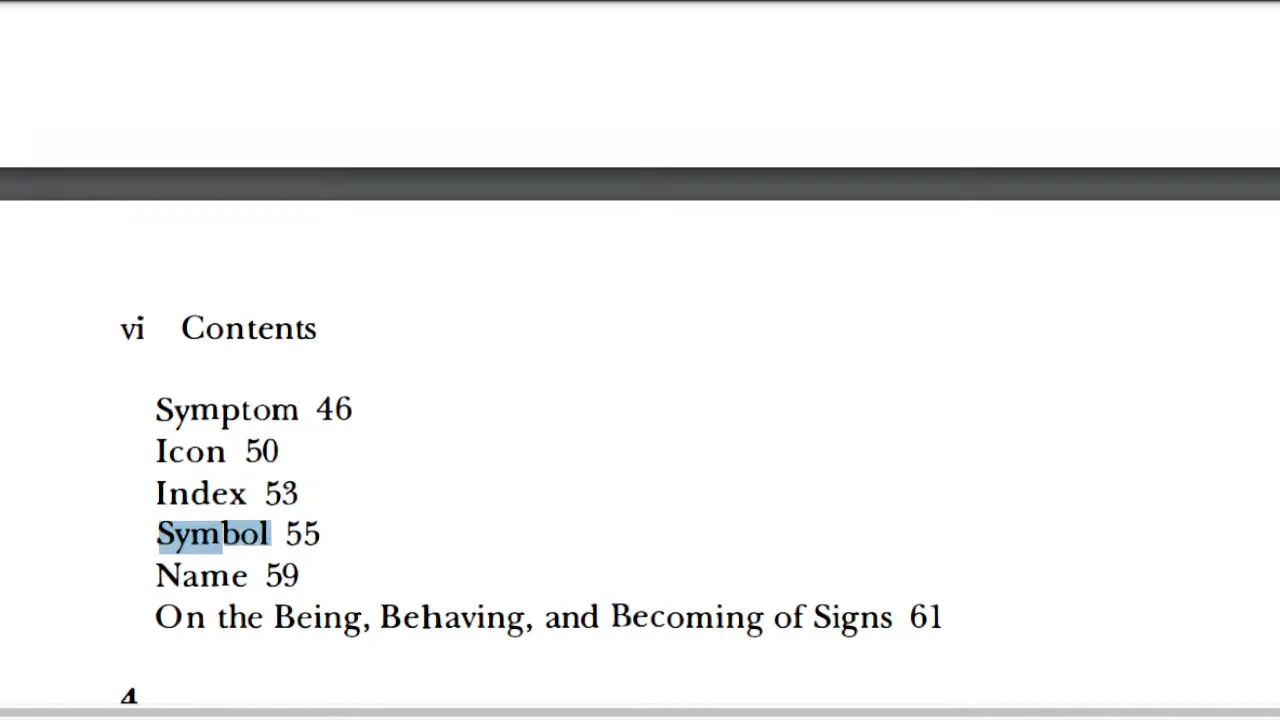 vi Contents
Symptom 46
Icon 50
Index 53
Symbol 55
Name 59
On the Being, Behaving, and Becoming of Signs 61
4